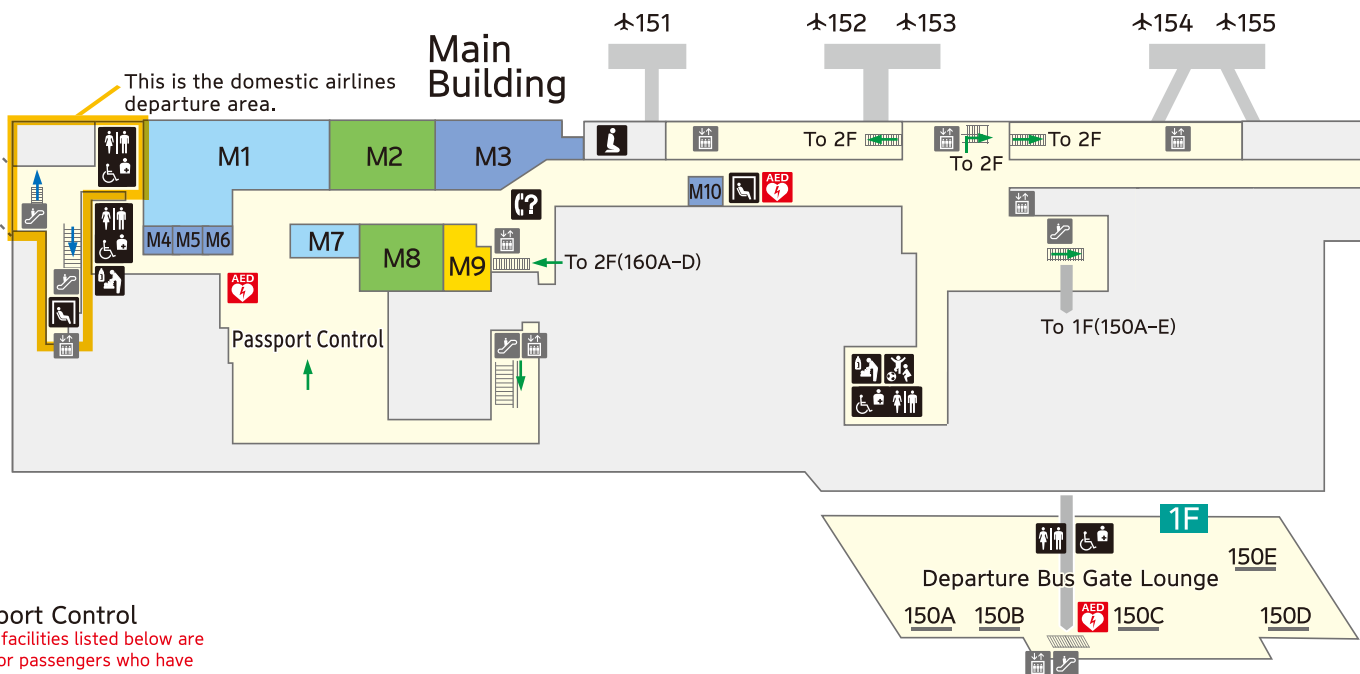 151
152
153
154
155
Main
Building
This is the domestic airlines
departure area.
M1
M2
M3
To 2F
To 2F
To 2F
M10
AED
M4
M5
M6
M7
M8
M9
?
To 2F(160A-D)
AED
Passport Control
To 1F(150A-E)
1F
150E
Departure Bus Gate Lounge
150A
150B
AED
150C
150D
port Control
facilities listed below are
or passengers who have